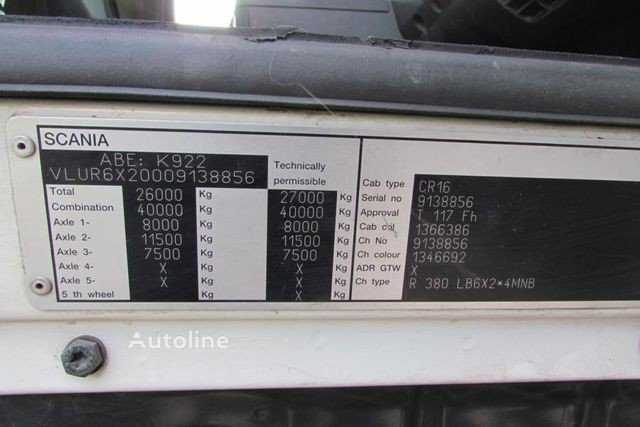 SCANIA
ABE: K922
VLUR6X20009138856
Technically
permissible
Total 26000 Kg 27000 Kg
Combination 40000 Kg 40000 Kg
Axle 1- 8000 Kg 8000 Kg
Axle 2- 11500 Kg 11500 Kg
Axle 3- 7500 Kg 7500 Kg
Axle 4- X Kg X Kg
Axle 5- X Kg X Kg
5 th wheel X Kg X Kg
Cab type CR16
Serial no 9138856
Approval T 117 Fh
Cab col 1366386
Ch No 9138856
Ch colour 1346692
ADR GTW X
Ch type R 380 LB6X2*4MNB
Autoline